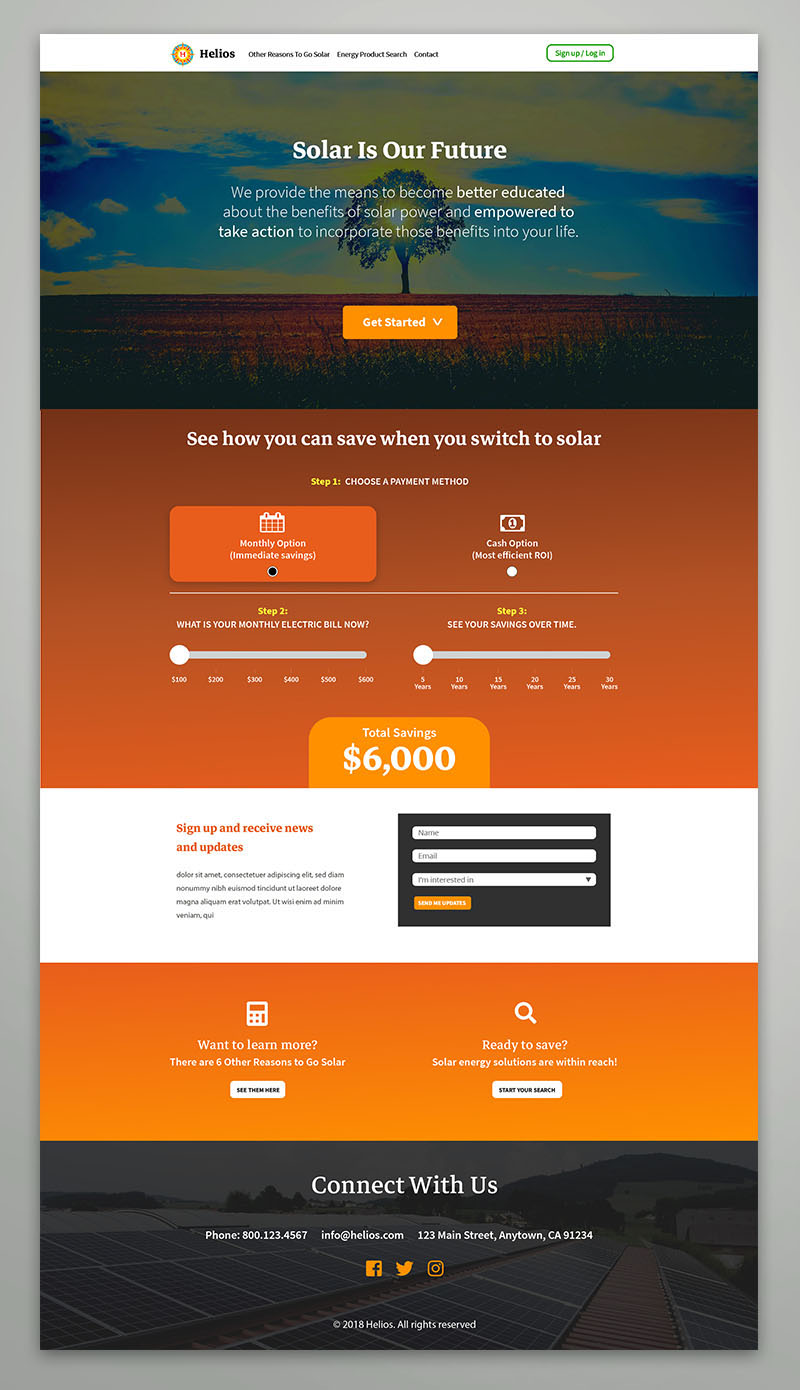 H
Helios
Other Reasons To Go Solar
Energy Product Search
Contact
Sign up / Log in
Solar Is Our Future
We provide the means to become better educated
about the benefits of solar power and empowered to
take action to incorporate those benefits into your life.
Get Started
See how you can save when you switch to solar
Step 1: CHOOSE A PAYMENT METHOD
Monthly Option
(Immediate savings)
1
Cash Option
(Most efficient ROI)
Step 2:
WHAT IS YOUR MONTHLY ELECTRIC BILL NOW?
$100 $200 $300 $400 $500 $600
Step 3:
SEE YOUR SAVINGS OVER TIME.
5 10 15 20 25 30
Years Years Years Years Years Years
Total Savings
$6,000
Sign up and receive news
and updates
dolor sit amet, consectetuer adipiscing elit, sed diam
nonummy nibh euismod tincidunt ut laoreet dolore
magna aliquam erat volutpat. Ut wisi enim ad minim
veniam, qui
Name
Email
I'm interested in
SEND ME UPDATES
Want to learn more?
There are 6 Other Reasons to Go Solar
SEE THEM HERE
Ready to save?
Solar energy solutions are within reach!
START YOUR SEARCH
Connect With Us
Phone: 800.123.4567 info@helios.com 123 Main Street, Anytown, CA 91234
© 2018 Helios. All rights reserved